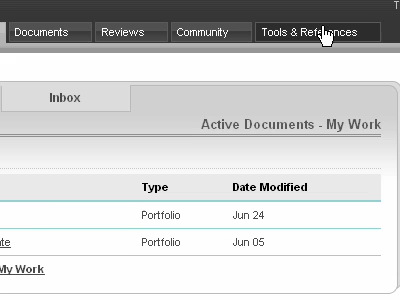 Documents Reviews Community Tools & References
Inbox
Active Documents - My Work
Type Date Modified
Portfolio Jun 24
Portfolio Jun 05
My Work